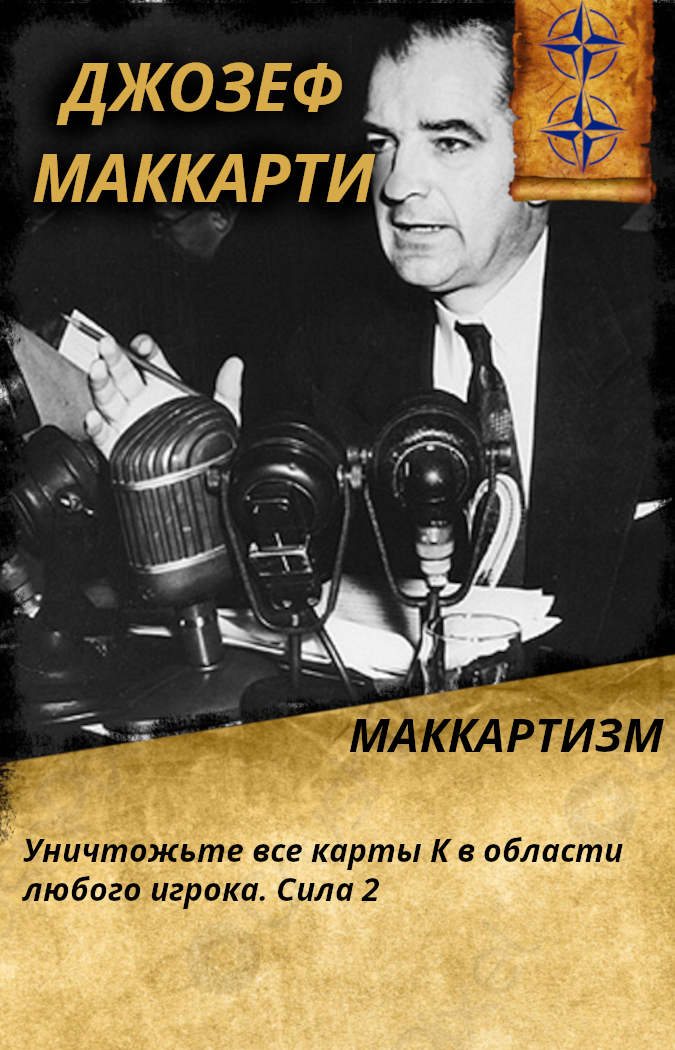 ДЖОЗЕФ
МАККАРТИ
МАККАРТИЗМ
Уничтожьте все карты К в области
любого игрока. Сила 2